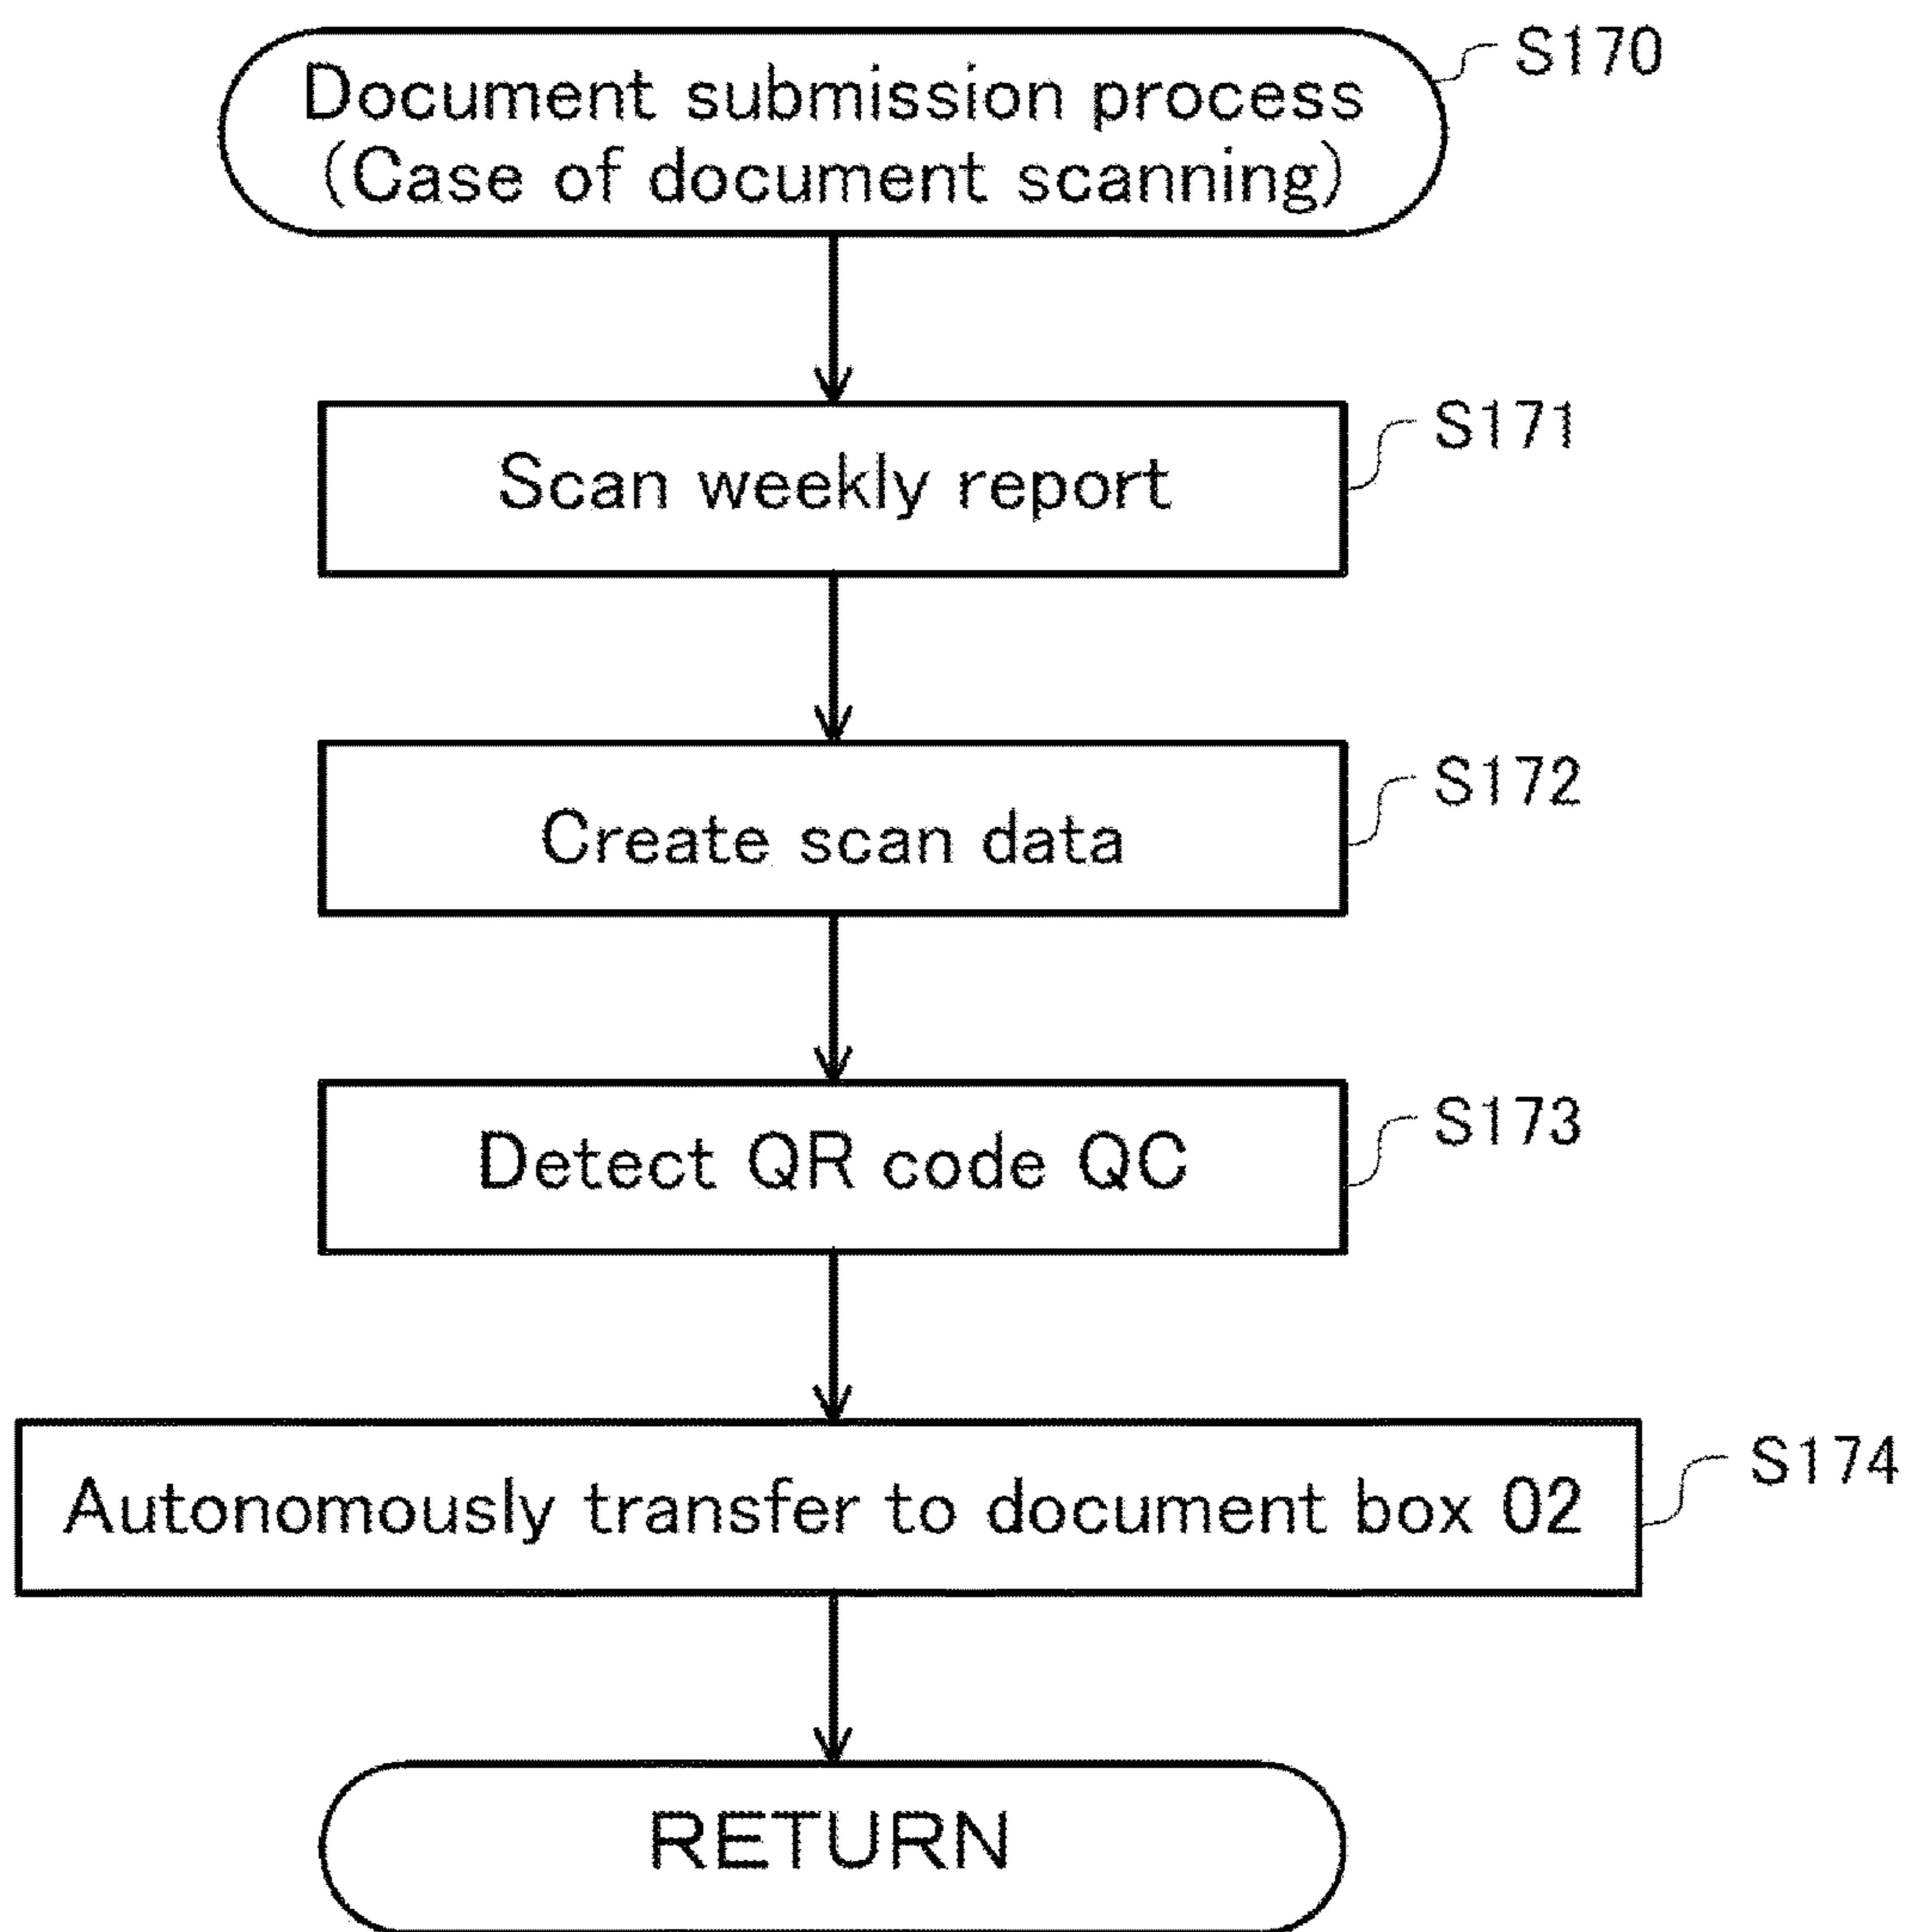 Document submission process
(Case of document scanning)
S170
Scan weekly report
S171
Create scan data
S172
Detect QR code QC
S173
Autonomously transfer to document box 02
S174
RETURN